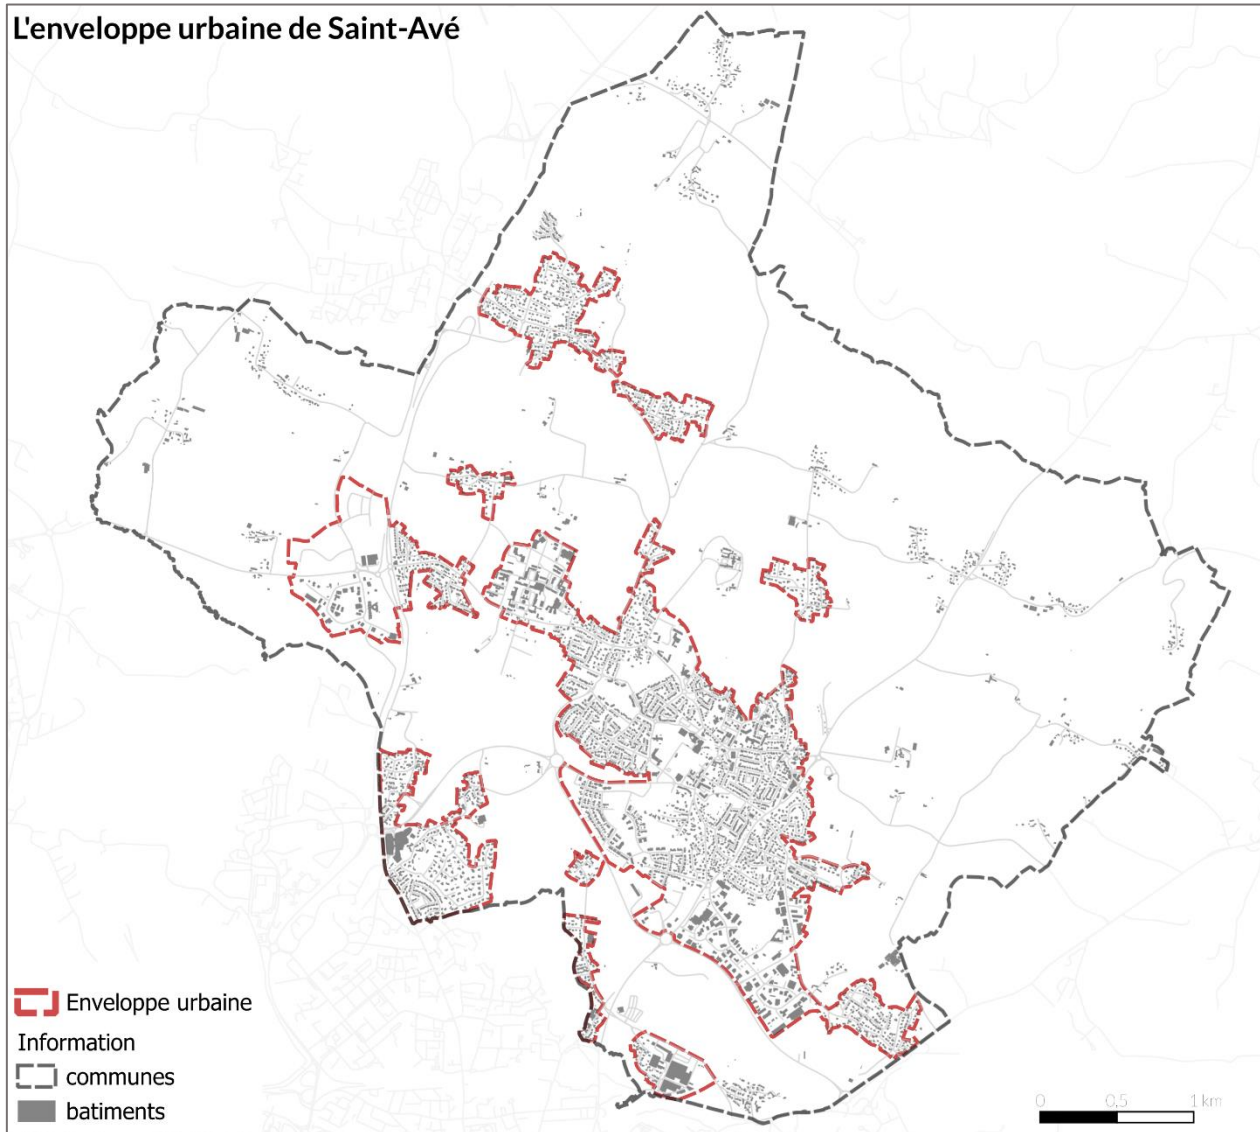 L'enveloppe urbaine de Saint-Avé
Enveloppe urbaine
Information
communes
batiments
0 0,5 1 km